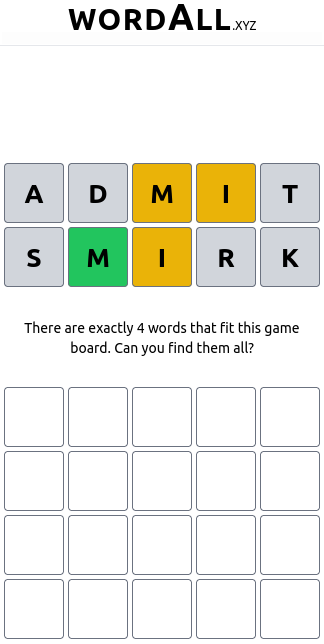 WORDALL.XYZ
A D M I T
S M I R K
There are exactly 4 words that fit this game
board. Can you find them all?